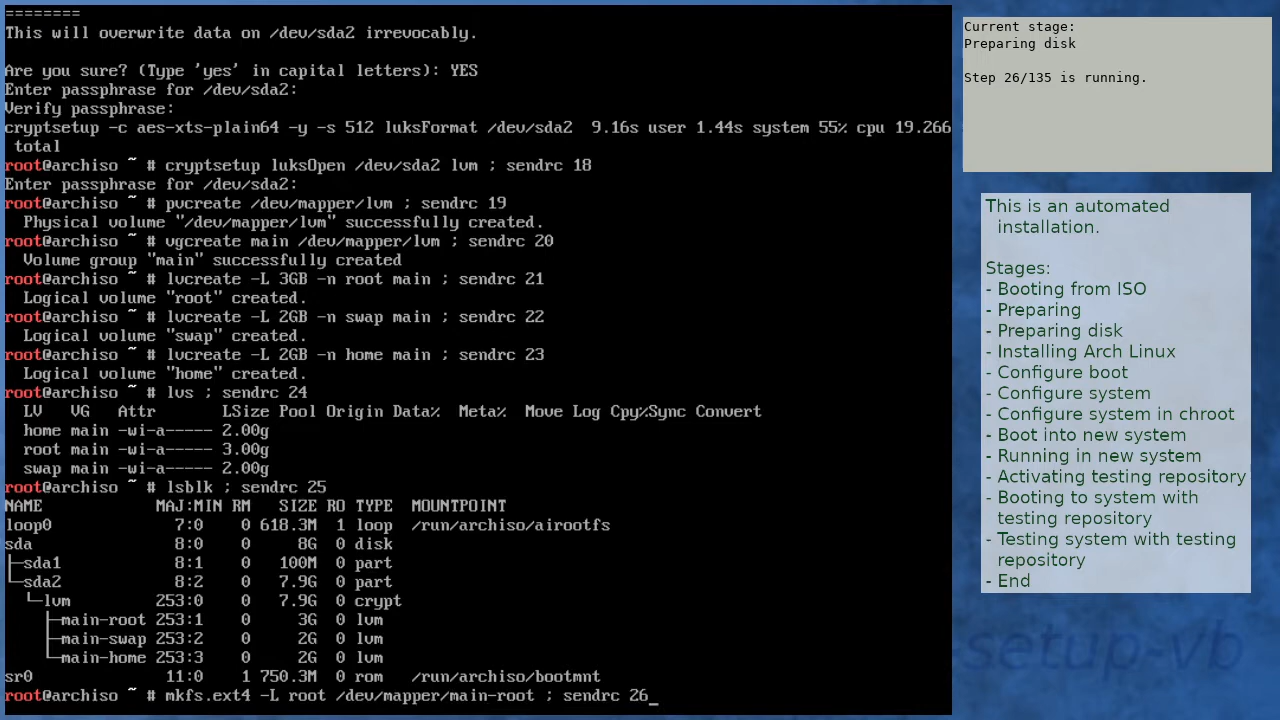 ========
This will overwrite data on /dev/sda2 irrevocably.
Are you sure? (Type 'yes' in capital letters): YES
Enter passphrase for /dev/sda2:
Verify passphrase:
cryptsetup -c aes-xts-plain64 -y -s 512 luksFormat /dev/sda2  9.16s user 1.44s system 55% cpu 19.266
 total
root@archiso ~ # cryptsetup luksOpen /dev/sda2 lvm ; sendrc 18
Enter passphrase for /dev/sda2:
root@archiso ~ # pvcreate /dev/mapper/lvm ; sendrc 19
  Physical volume "/dev/mapper/lvm" successfully created.
root@archiso ~ # vgcreate main /dev/mapper/lvm ; sendrc 20
  Volume group "main" successfully created
root@archiso ~ # lvcreate -L 3GB -n root main ; sendrc 21
  Logical volume "root" created.
root@archiso ~ # lvcreate -L 2GB -n swap main ; sendrc 22
  Logical volume "swap" created.
root@archiso ~ # lvcreate -L 2GB -n home main ; sendrc 23
  Logical volume "home" created.
root@archiso ~ # lvs ; sendrc 24
  LV   VG   Attr       LSize Pool Origin Data%  Meta%  Move Log Cpy%Sync Convert
  home main -wi-a----- 2.00g
  root main -wi-a----- 3.00g
  swap main -wi-a----- 2.00g
root@archiso ~ # lsblk ; sendrc 25
NAME            MAJ:MIN RM   SIZE RO TYPE  MOUNTPOINT
loop0             7:0    0 618.3M  1 loop  /run/archiso/airootfs
sda               8:0    0     8G  0 disk
├─sda1            8:1    0   100M  0 part
└─sda2            8:2    0   7.9G  0 part
  └─lvm         253:0    0   7.9G  0 crypt
    ├─main-root 253:1    0     3G  0 lvm
    ├─main-swap 253:2    0     2G  0 lvm
    └─main-home 253:3    0     2G  0 lvm
sr0              11:0    1 750.3M  0 rom   /run/archiso/bootmnt
root@archiso ~ # mkfs.ext4 -L root /dev/mapper/main-root ; sendrc 26_
Current stage:
Preparing disk
Step 26/135 is running.
This is an automated
installation.
Stages:
- Booting from ISO
- Preparing
- Preparing disk
- Installing Arch Linux
- Configure boot
- Configure system
- Configure system in chroot
- Boot into new system
- Running in new system
- Activating testing repository
- Booting to system with
testing repository
- Testing system with testing
repository
- End
-setup-vb